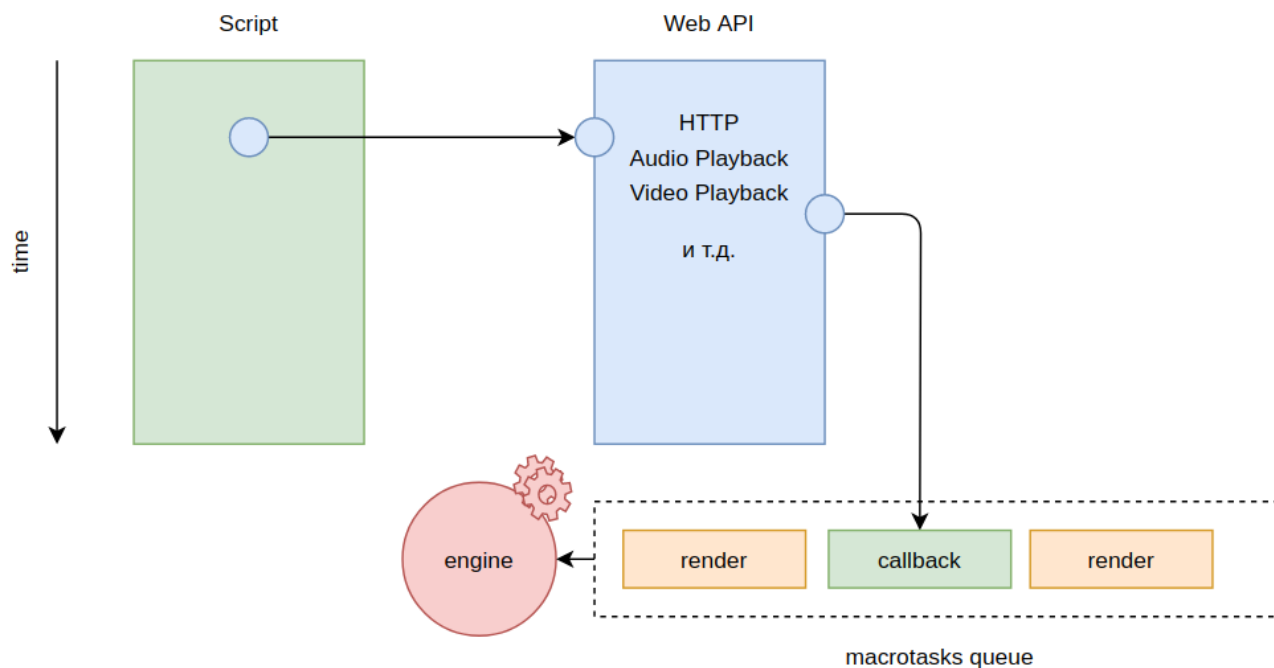 Script
Web API
HTTP
Audio Playback
Video Playback
и т.д.
time
engine
render
callback
render
macrotasks queue